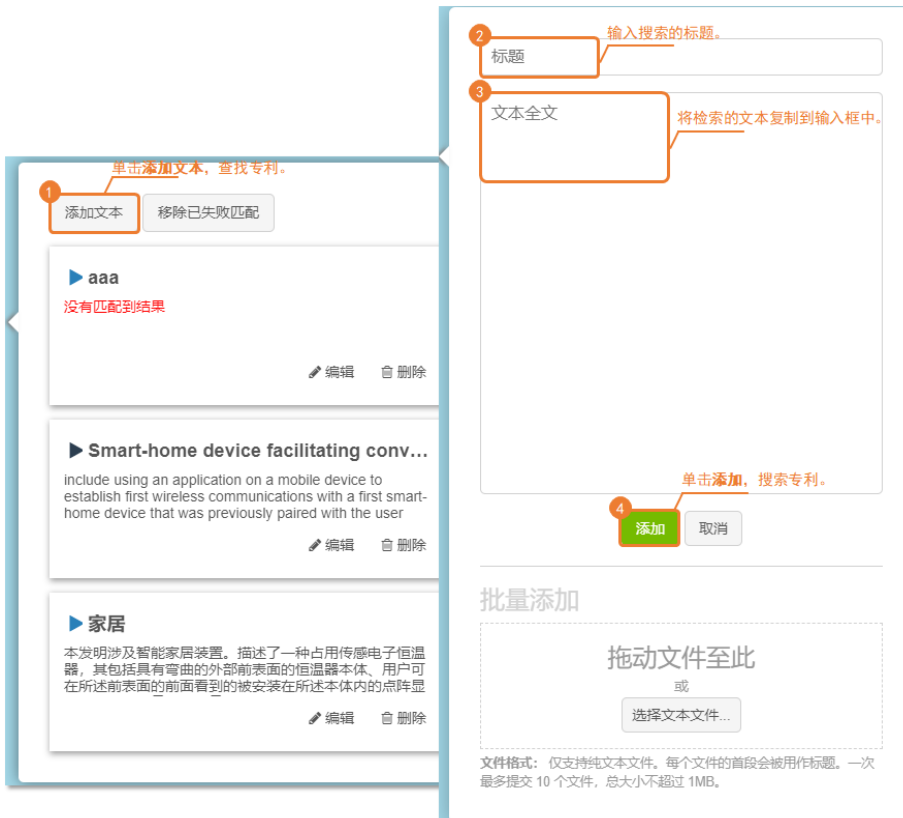 单击添加文本，查找专利。
1
添加文本
移除已失败匹配
aaa
没有匹配到结果
编辑
删除
Smart-home device facilitating conv...
include using an application on a mobile device to
establish first wireless communications with a first smart-
home device that was previously paired with the user
编辑
删除
家居
本发明涉及智能家居装置。描述了一种占用传感电子恒温
器，其包括具有弯曲的外部前表面的恒温器本体、用户可
在所述前表面的前面看到的被安装在所述本体内的点阵显
编辑
删除
2
输入搜索的标题。
标题
3
文本全文
将检索的文本复制到输入框中。
单击添加，搜索专利。
4
添加
取消
批量添加
拖动文件至此
或
选择文本文件...
文件格式： 仅支持纯文本文件。每个文件的首段会被用作标题。一次
最多提交 10 个文件，总大小不超过 1MB。